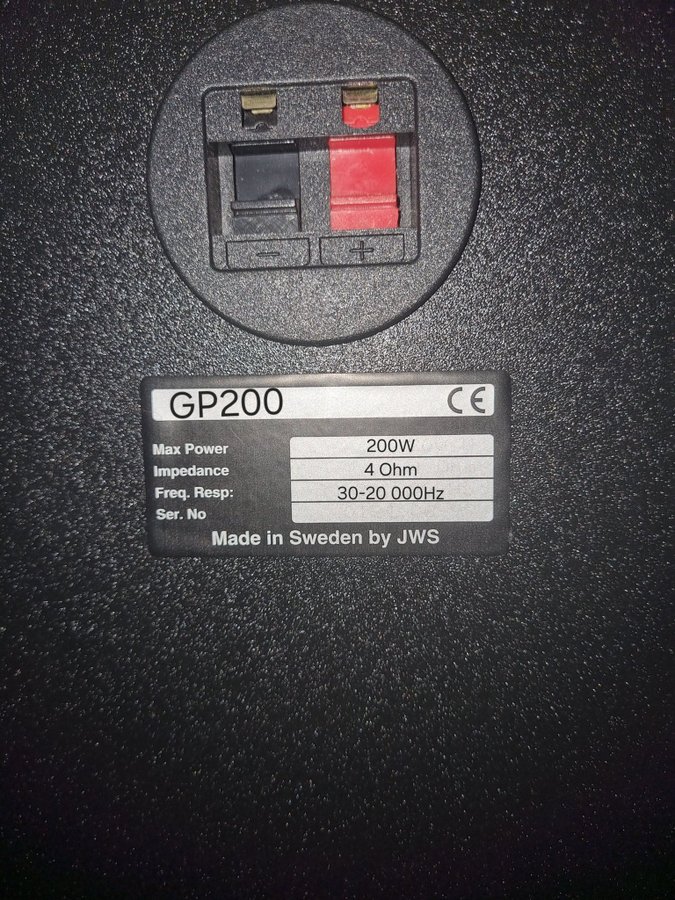 - +
GP200 CE
Max Power 200W
Impedance 4 Ohm
Freq. Resp: 30-20 000Hz
Ser. No
Made in Sweden by JWS